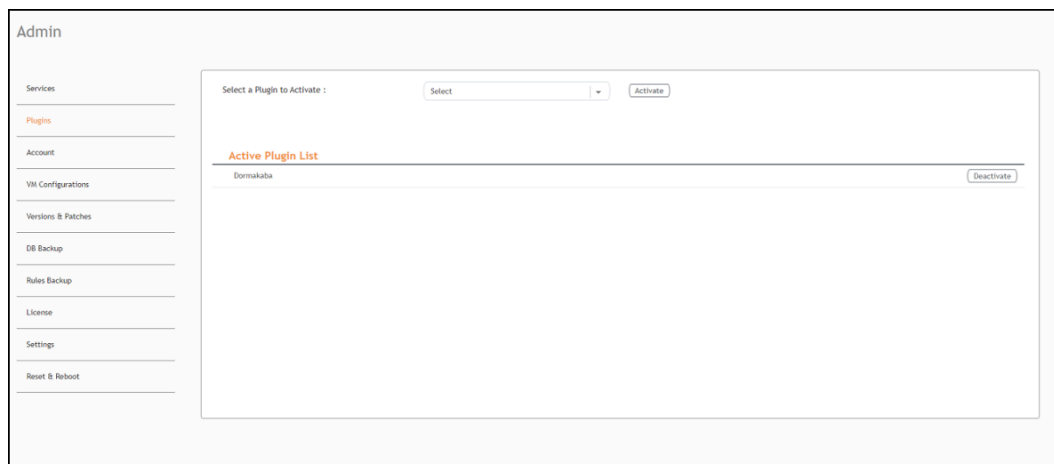 Admin
Services
Plugins
Account
VM Configurations
Versions & Patches
DB Backup
Rules Backup
License
Settings
Reset & Reboot
Select a Plugin to Activate :
Select
Activate
Active Plugin List
Dormakaba
Deactivate